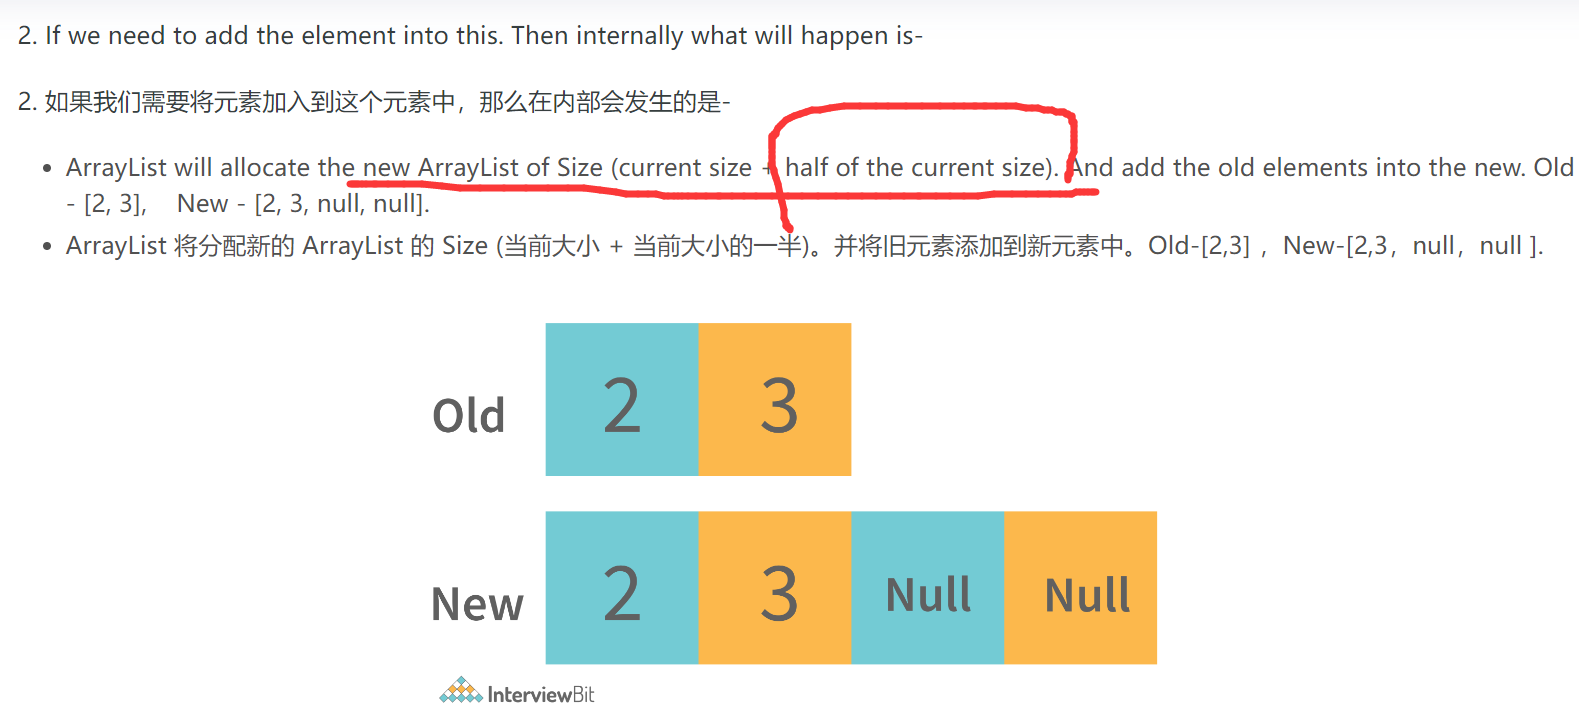 2. If we need to add the element into this. Then internally what will happen is-
2. 如果我们需要将元素加入到这个元素中，那么在内部会发生的是-
• ArrayList will allocate the new ArrayList of Size (current size + half of the current size). And add the old elements into the new. Old
- [2, 3],    New - [2, 3, null, null].
• ArrayList 将分配新的 ArrayList 的 Size (当前大小 + 当前大小的一半)。并将旧元素添加到新元素中。Old-[2,3] ，New-[2,3，null，null ].
Old 2 3
New 2 3 Null Null
InterviewBit